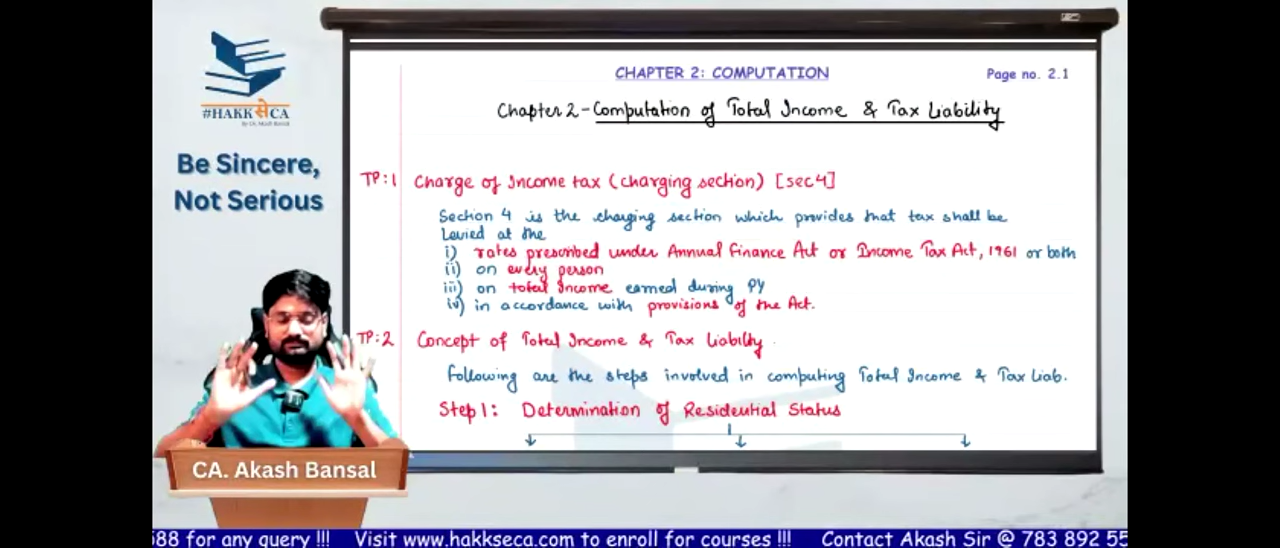 #HAKKसेCA
By CA. Akash Bansal
Be Sincere,
Not Serious
CHAPTER 2: COMPUTATION
Page no. 2.1
Chapter 2 - Computation of Total Income & Tax Liability
TP:1 Charge of Income tax (charging section) [sec 4]
Section 4 is the charging section which provides that tax shall be
levied at the
i) rates prescribed under Annual Finance Act or Income Tax Act, 1961 or both
ii) on every person
iii) on total Income earned during PY
iv) in accordance with provisions of the Act.
TP:2 Concept of Total Income & Tax Liability.
Following are the steps involved in computing Total Income & Tax Liab.
Step 1: Determination of Residential Status
CA. Akash Bansal
588 for any query !!! Visit www.hakkseca.com to enroll for courses !!! Contact Akash Sir @ 783 892 55